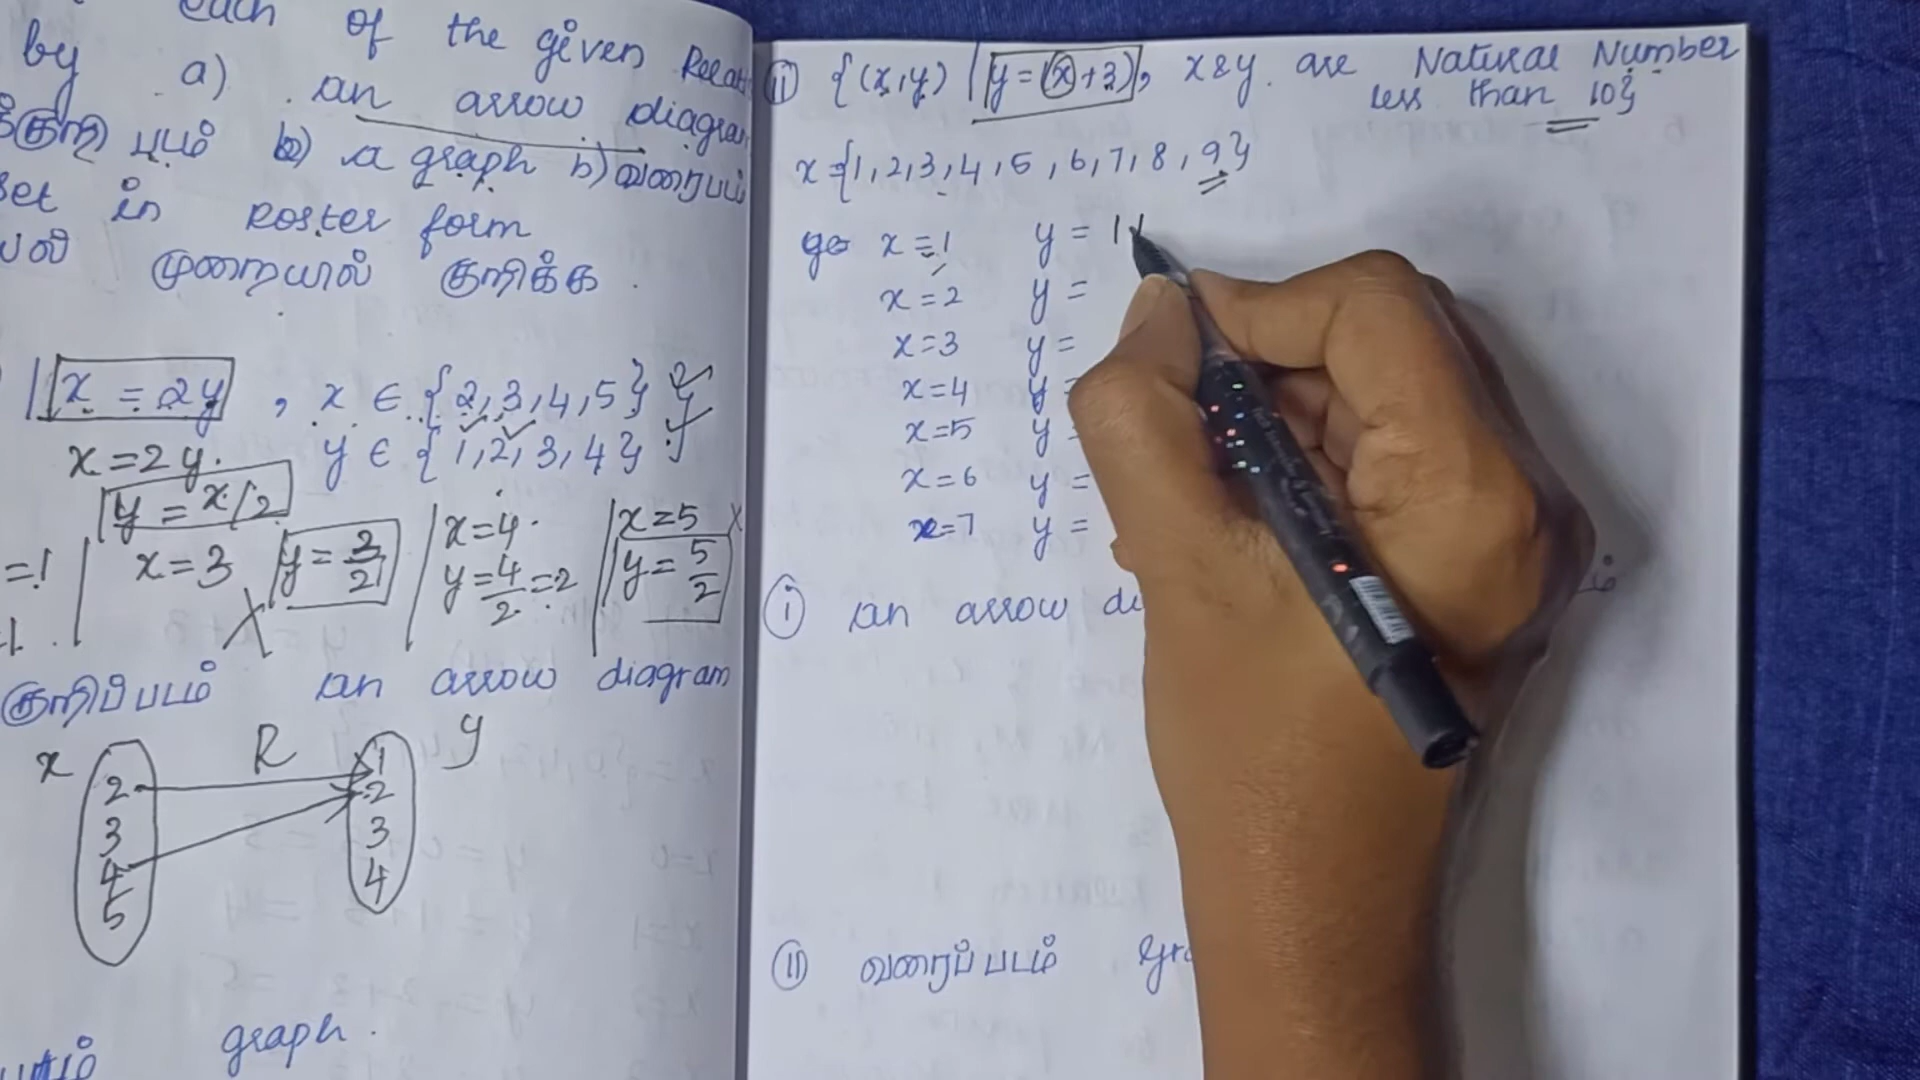 each of the given
by a) an arrow diagram
b) a graph b) வரைபடம்
set in Roster form
முறையால் குறிக்க .
| x = 2y , x ∈ {2,3,4,5} }
x = 2y. y ∈ {1,2,3,4}
y = x/2
x = 3 y = 3/2 | x = 4. y = 4/2 = 2 | x = 5 y = 5/2
குறிப்படம் an arrow diagram
x R y
2 1
3 2
4 3
5 4
graph .
ii {(x,y) | y = (x+3), x & y are Natural Number
less than 10}
x = {1,2,3,4,5,6,7,8,9}
x = 1 y = 1
x = 2 y =
x = 3 y =
x = 4 y =
x = 5 y
x = 6 y =
x = 7 y =
i an arrow
ii வரைப்படம்